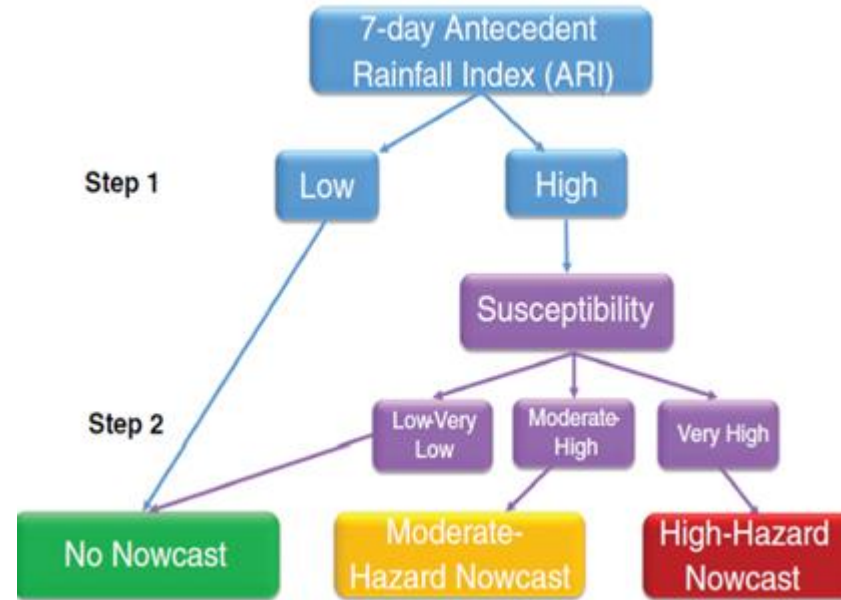 7-day Antecedent
Rainfall Index (ARI)
Step 1
Low
High
Susceptibility
Step 2
Low-Very
Low
Moderate-
High
Very High
No Nowcast
Moderate-
Hazard Nowcast
High-Hazard
Nowcast